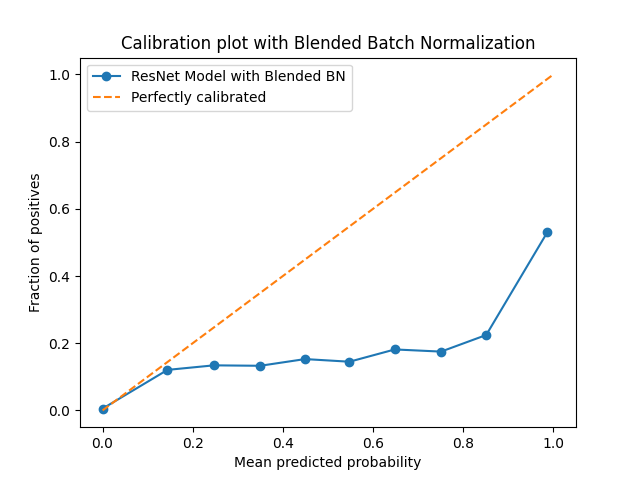 Calibration plot with Blended Batch Normalization
ResNet Model with Blended BN
Perfectly calibrated
Fraction of positives
1.0
0.8
0.6
0.4
0.2
0.0
0.0 0.2 0.4 0.6 0.8 1.0
Mean predicted probability